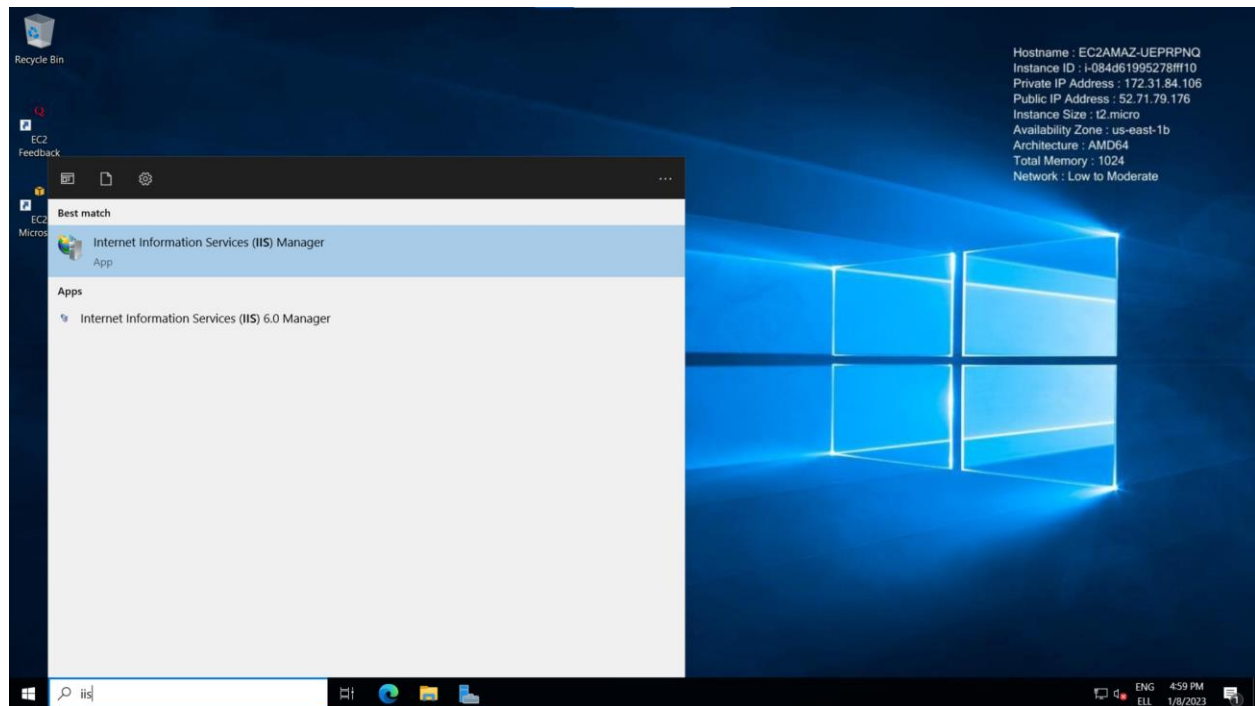 Recycle Bin
EC2
Feedback
EC2
Micros
Hostname : EC2AMAZ-UEPRPNQ
Instance ID : i-084d61995278fff10
Private IP Address : 172.31.84.106
Public IP Address : 52.71.79.176
Instance Size : t2.micro
Availability Zone : us-east-1b
Architecture : AMD64
Total Memory : 1024
Network : Low to Moderate
Best match
Internet Information Services (IIS) Manager
App
Apps
Internet Information Services (IIS) 6.0 Manager
iis
ENG
ELL
4:59 PM
1/8/2023
1